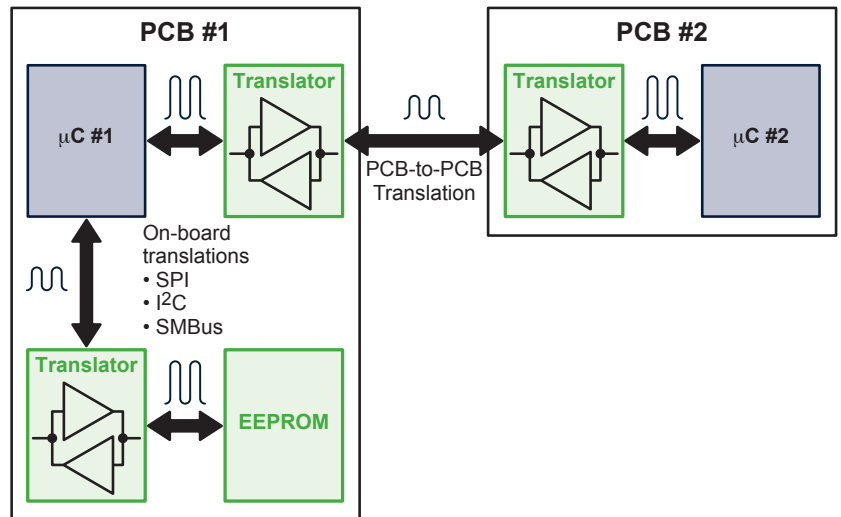 PCB #1
PCB #2
μC #1
Translator
PCB-to-PCB
Translation
Translator
μC #2
On-board
translations
• SPI
• I²C
• SMBus
Translator
EEPROM